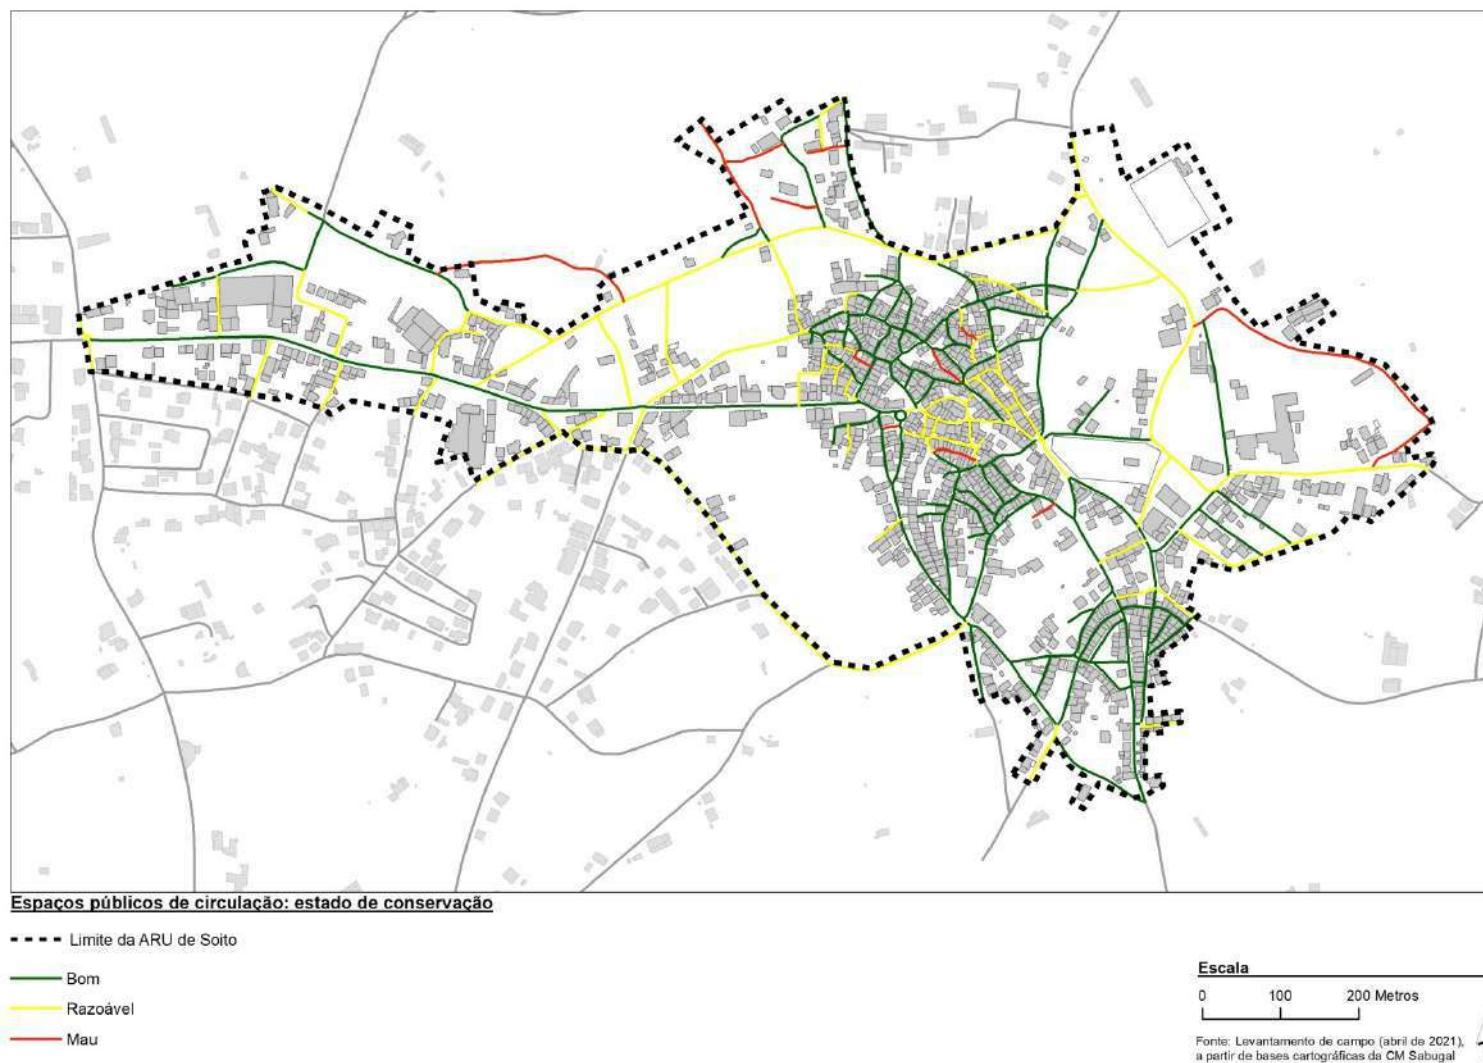 Espaços públicos de circulação: estado de conservação
Limite da ARU de Soito
Bom
Razoável
Mau
Escala
0 100 200 Metros
Fonte: Levantamento de campo (abril de 2021),
a partir de bases cartográficas da CM Sabugal